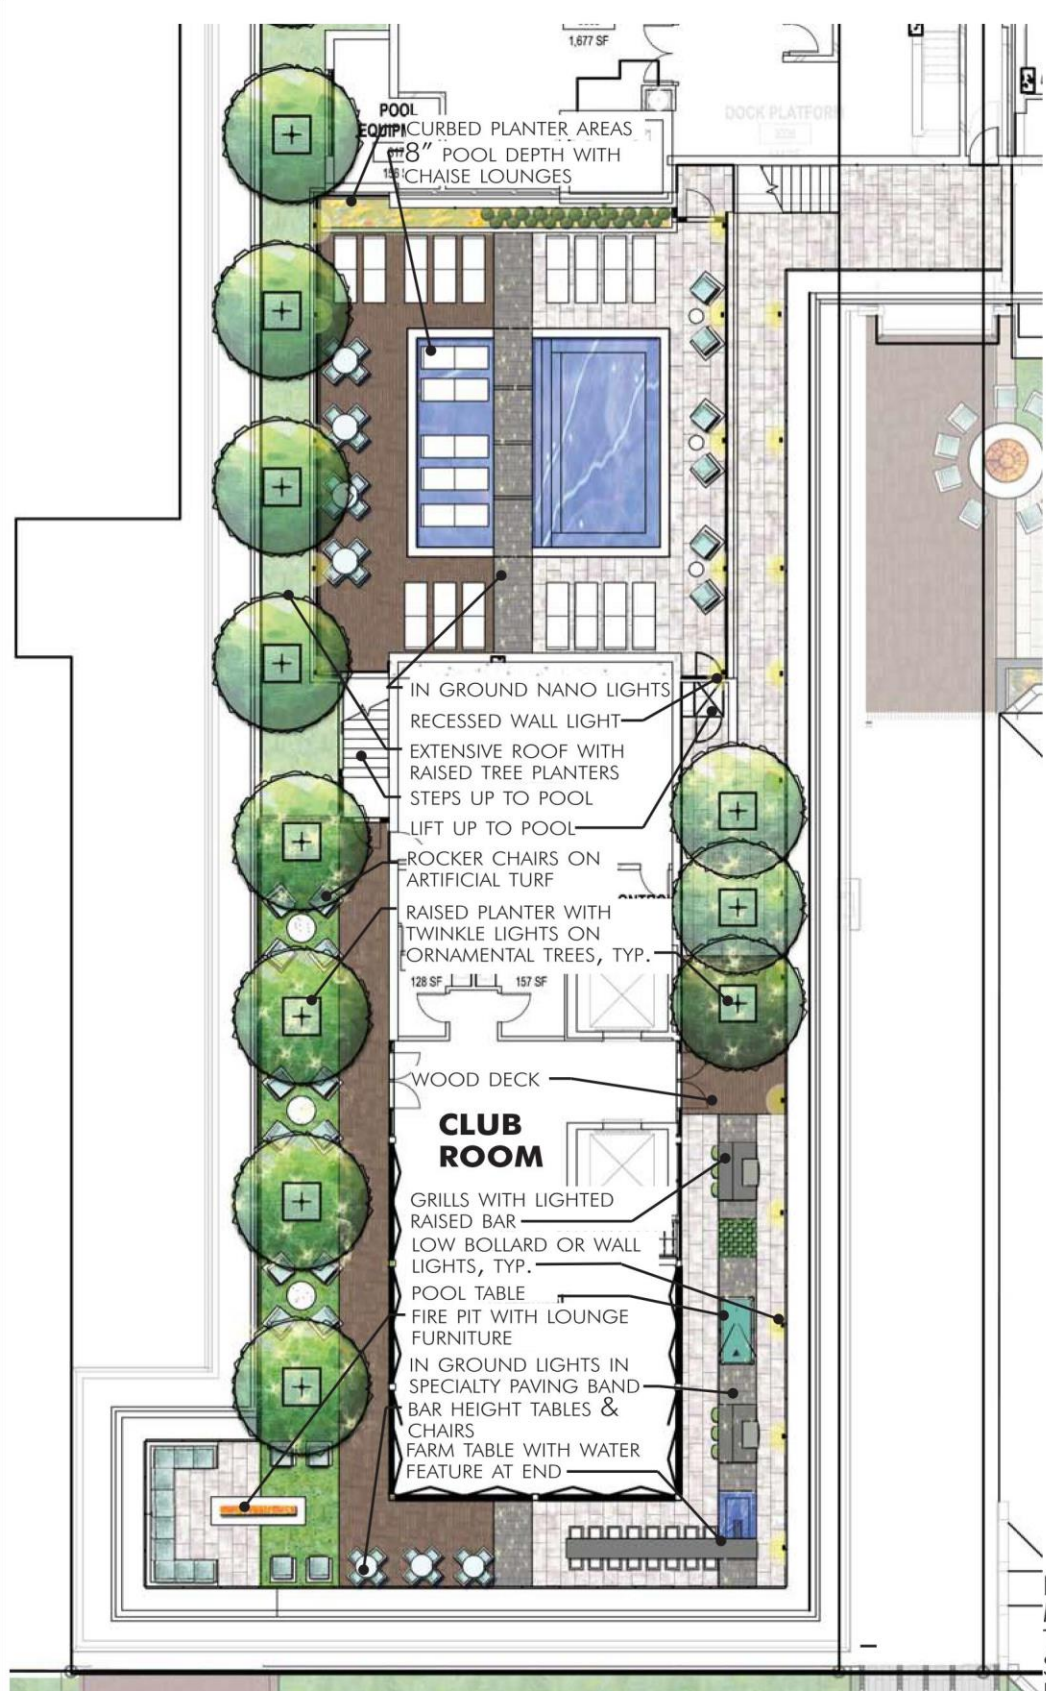 1,677 SF
DOCK PLATFORM
POOL
EQUIPM
CURBED PLANTER AREAS
8" POOL DEPTH WITH
CHAISE LOUNGES
IN GROUND NANO LIGHTS
RECESSED WALL LIGHT
EXTENSIVE ROOF WITH
RAISED TREE PLANTERS
STEPS UP TO POOL
LIFT UP TO POOL
ROCKER CHAIRS ON
ARTIFICIAL TURF
RAISED PLANTER WITH
TWINKLE LIGHTS ON
ORNAMENTAL TREES, TYP.
128 SF
157 SF
WOOD DECK
CLUB
ROOM
GRILLS WITH LIGHTED
RAISED BAR
LOW BOLLARD OR WALL
LIGHTS, TYP.
POOL TABLE
FIRE PIT WITH LOUNGE
FURNITURE
IN GROUND LIGHTS IN
SPECIALTY PAVING BAND
BAR HEIGHT TABLES &
CHAIRS
FARM TABLE WITH WATER
FEATURE AT END